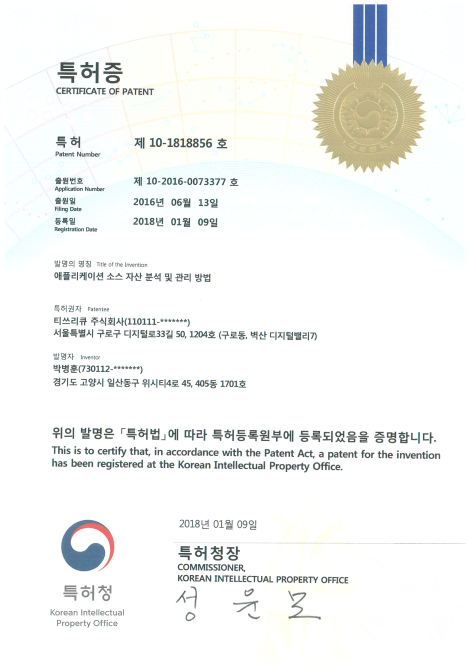 특허증
CERTIFICATE OF PATENT
특허 제 10-1818856 호
Patent Number
출원번호 제 10-2016-0073377 호
Application Number
출원일 2016년 06월 13일
Filing Date
등록일 2018년 01월 09일
Registration Date
발명의 명칭 Title of the Invention
애플리케이션 소스 자산 분석 및 관리 방법
특허권자 Patentee
티쓰리큐 주식회사(110111-*******)
서울특별시 구로구 디지털로33길 50, 1204호 (구로동, 벽산 디지털밸리7)
발명자 Inventor
박병훈(730112-*******)
경기도 고양시 일산동구 위시티4로 45, 405동 1701호
위의 발명은 「특허법」에 따라 특허등록원부에 등록되었음을 증명합니다.
This is to certify that, in accordance with the Patent Act, a patent for the invention
has been registered at the Korean Intellectual Property Office.
2018년 01월 09일
특허청장
COMMISSIONER,
KOREAN INTELLECTUAL PROPERTY OFFICE
성윤모
특허청
Korean Intellectual
Property Office